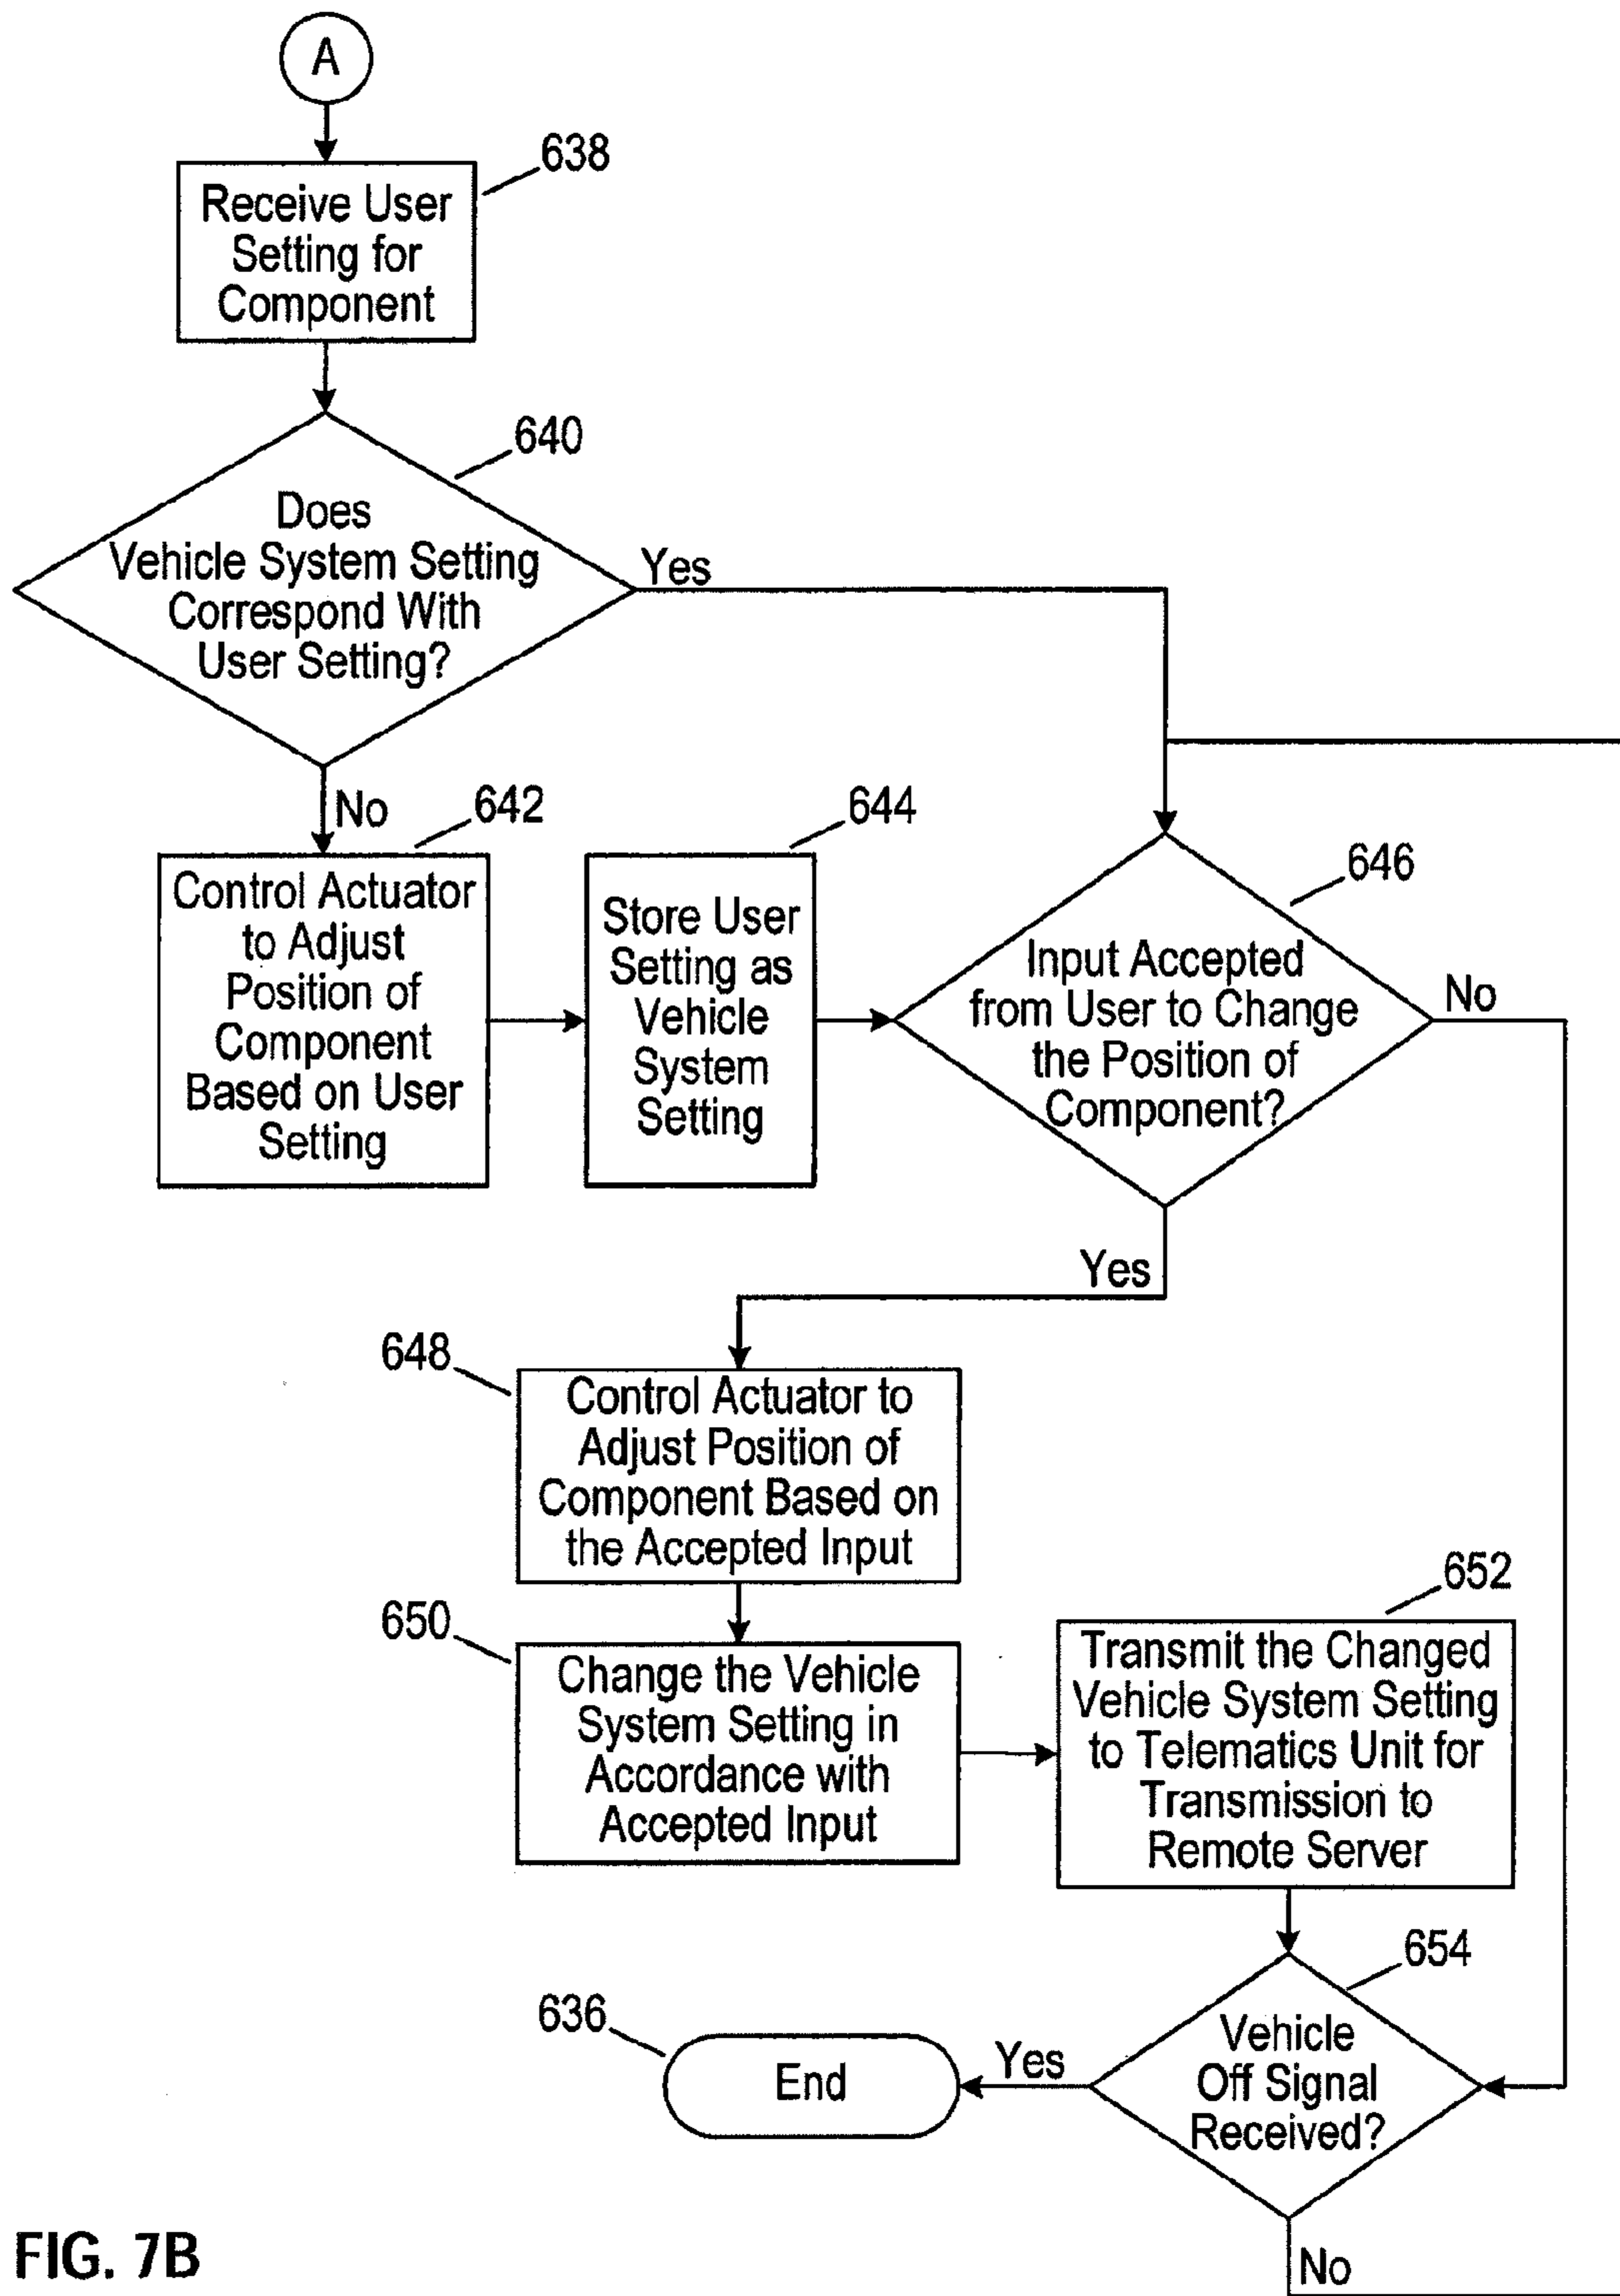 A
638
Receive User
Setting for
Component
640
Does
Vehicle System Setting
Correspond With
User Setting?
Yes
No
642
Control Actuator
to Adjust
Position of
Component
Based on User
Setting
644
Store User
Setting as
Vehicle
System
Setting
646
Input Accepted
from User to Change
the Position of
Component?
No
Yes
648
Control Actuator to
Adjust Position of
Component Based on
the Accepted Input
650
Change the Vehicle
System Setting in
Accordance with
Accepted Input
652
Transmit the Changed
Vehicle System Setting
to Telematics Unit for
Transmission to
Remote Server
654
Vehicle
Off Signal
Received?
Yes
636
End
No
FIG. 7B